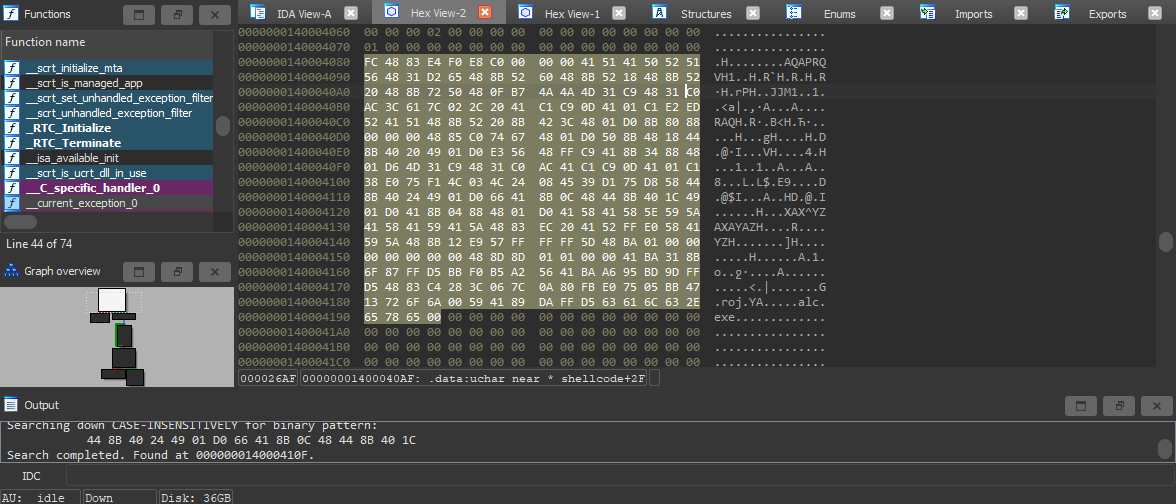 Functions
IDA View-A
Hex View-2
Hex View-1
Structures
Enums
Imports
Exports
Function name
__scrt_initialize_mta
__scrt_is_managed_app
__scrt_set_unhandled_exception_filter
__scrt_unhandled_exception_filter
_RTC_Initialize
_RTC_Terminate
__isa_available_init
__scrt_is_ucrt_dll_in_use
__C_specific_handler_0
__current_exception_0
Line 44 of 74
Graph overview
0000000140004060 00 00 00 02 00 00 00 00 00 00 00 00 00 00 00 00 ................
0000000140004070 01 00 00 00 00 00 00 00 00 00 00 00 00 00 00 00 ................
0000000140004080 FC 48 83 E4 F0 E8 C0 00 00 00 41 51 41 50 52 51 .H........AQAPRQ
0000000140004090 56 48 31 D2 65 48 8B 52 60 48 8B 52 18 48 8B 52 VH1..H.R`H.R.H.R
00000001400040A0 20 48 8B 72 50 48 0F B7 4A 4A 4D 31 C9 48 31 C0 ·H.rPH..JJM1..1.
00000001400040B0 AC 3C 61 7C 02 2C 20 41 C1 C9 0D 41 01 C1 E2 ED .<a|.,·A...A....
00000001400040C0 52 41 51 48 8B 52 20 8B 42 3C 48 01 D0 8B 80 88 RAQH.R·.B<H.Ћ··.
00000001400040D0 00 00 00 48 85 C0 74 67 48 01 D0 50 8B 48 18 44 ...H..gH....H.D
00000001400040E0 8B 40 20 49 01 D0 E3 56 48 FF C9 41 8B 34 88 48 .@·I...VH....4.H
00000001400040F0 01 D6 4D 31 C9 48 31 C0 AC 41 C1 C9 0D 41 01 C1 ...1..1...A...A..
0000000140004100 38 E0 75 F1 4C 03 4C 24 08 45 39 D1 75 D8 58 44 8...L.L$.E9....D
0000000140004110 8B 40 24 49 01 D0 66 41 8B 0C 48 44 8B 40 1C 49 .@$I...A..HD.@.I
0000000140004120 01 D0 41 8B 04 88 48 01 D0 41 58 41 58 5E 59 5A ......H...XAX^YZ
0000000140004130 41 58 41 59 41 5A 48 83 EC 20 41 52 FF E0 58 41 AXAYAZH....R....
0000000140004140 59 5A 48 8B 12 E9 57 FF FF FF 5D 48 BA 01 00 00 YZH.......]H....
0000000140004150 00 00 00 00 00 48 8D 8D 01 01 00 00 41 BA 31 8B .....H......A.1.
0000000140004160 6F 87 FF D5 BB F0 B5 A2 56 41 BA A6 95 BD 9D FF o..g·....A......
0000000140004170 D5 48 83 C4 28 3C 06 7C 0A 80 FB E0 75 05 BB 47 .....<.|.......G
0000000140004180 13 72 6F 6A 00 59 41 89 DA FF D5 63 61 6C 63 2E .roj.YA....alc.
0000000140004190 65 78 65 00 00 00 00 00 00 00 00 00 00 00 00 00 exe.............
00000001400041A0 00 00 00 00 00 00 00 00 00 00 00 00 00 00 00 00 ................
00000001400041B0 00 00 00 00 00 00 00 00 00 00 00 00 00 00 00 00 ................
00000001400041C0 00 00 00 00 00 00 00 00 00 00 00 00 00 00 00 00 ................
000026AF 00000001400040AF: .data:uchar near * shellcode+2F
Output
Searching down CASE-INSENSITIVELY for binary pattern:
44 8B 40 24 49 01 D0 66 41 8B 0C 48 44 8B 40 1C
Search completed. Found at 000000014000410F.
IDC
AU: idle Down Disk: 36GB